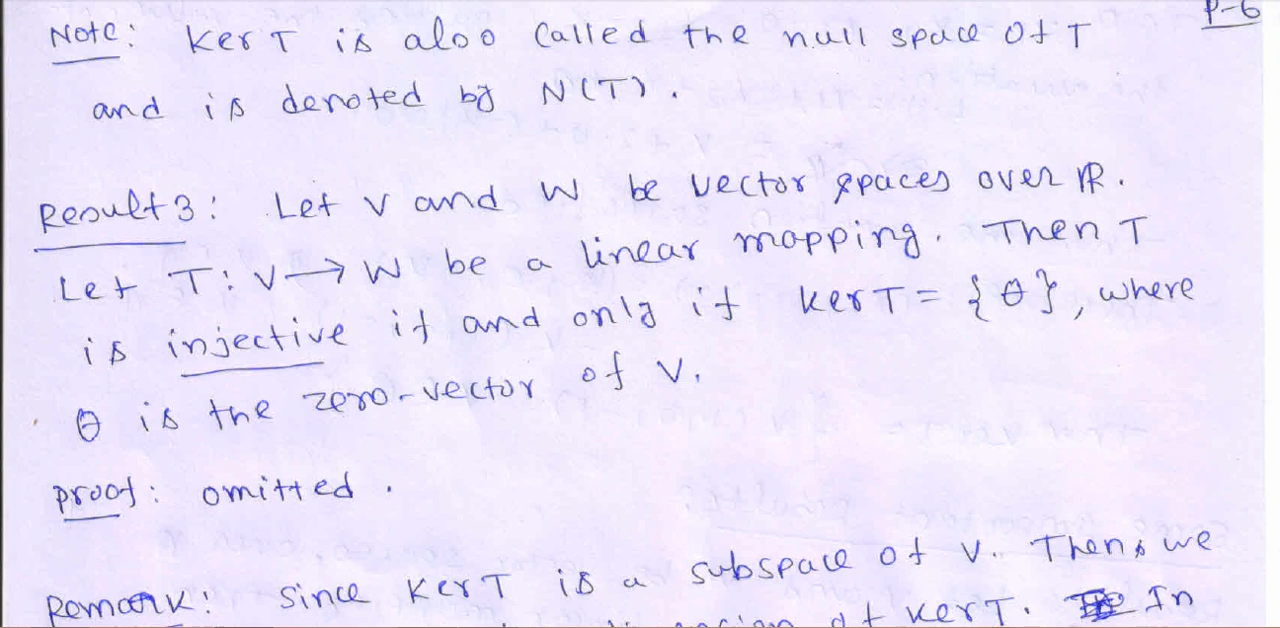 P-6
Note: Ker T is also called the null space of T
and is denoted by N(T).
Result 3: Let V and W be vector spaces over ℝ.
Let T: V → W be a linear mapping. Then T
is injective if and only if Ker T = {θ}, where
θ is the zero-vector of V.
Proof: omitted.
Remark: Since Ker T is a subspace of V. Then, we
of Ker T. In